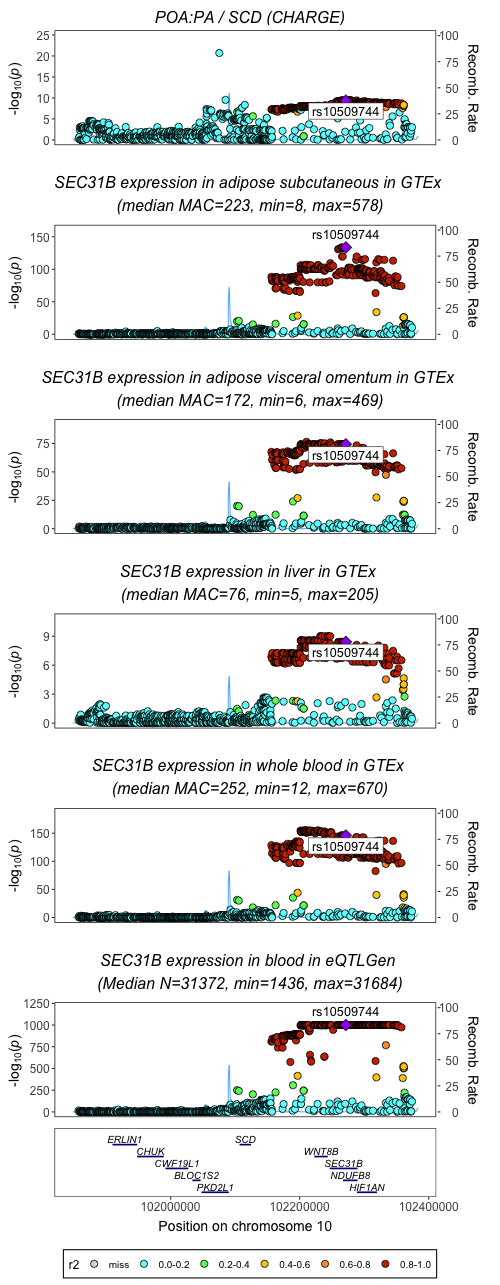 POA:PA / SCD (CHARGE)
25
20
15
10
5
0
-log10(p)
100
75
50
25
0
Recomb. Rate
rs10509744
SEC31B expression in adipose subcutaneous in GTEx
(median MAC=223, min=8, max=578)
150
100
50
0
-log10(p)
100
75
50
25
0
Recomb. Rate
rs10509744
SEC31B expression in adipose visceral omentum in GTEx
(median MAC=172, min=6, max=469)
75
50
25
0
-log10(p)
100
75
50
25
0
Recomb. Rate
rs10509744
SEC31B expression in liver in GTEx
(median MAC=76, min=5, max=205)
9
6
3
0
-log10(p)
100
75
50
25
0
Recomb. Rate
rs10509744
SEC31B expression in whole blood in GTEx
(median MAC=252, min=12, max=670)
150
100
50
0
-log10(p)
100
75
50
25
0
Recomb. Rate
rs10509744
SEC31B expression in blood in eQTLGen
(Median N=31372, min=1436, max=31684)
1250
1000
750
500
250
0
-log10(p)
100
75
50
25
0
Recomb. Rate
rs10509744
ERLIN1 SCD WNT8B
CHUK SEC31B
CWF19L1 NDUFB8
BLOC1S2 HIF1AN
PKD2L1
102000000 102200000 102400000
Position on chromosome 10
r2 miss 0.0-0.2 0.2-0.4 0.4-0.6 0.6-0.8 0.8-1.0